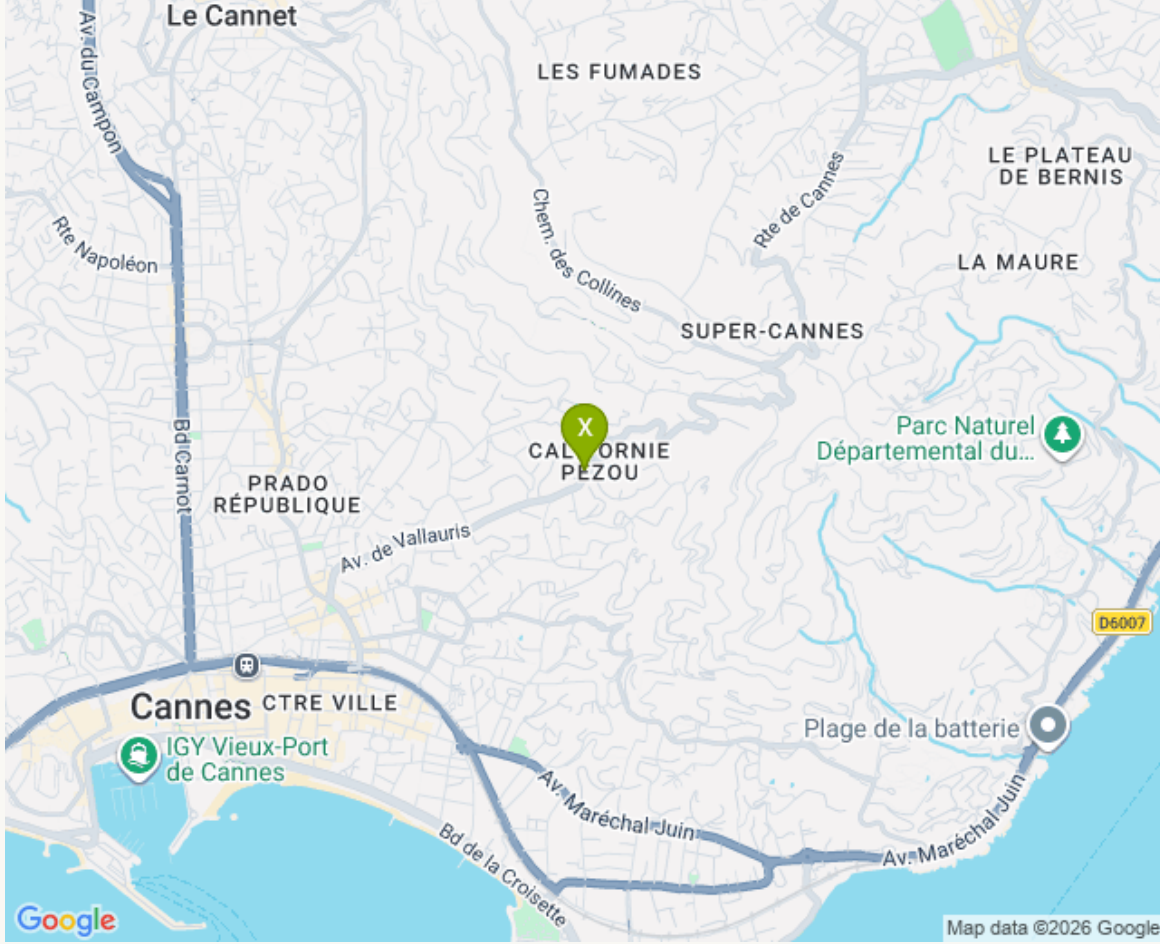 Le Cannet
Av. du Campon
LES FUMADES
LE PLATEAU
DE BERNIS
Rte de Cannes
Chem. des Collines
Rte Napoléon
LA MAURE
SUPER-CANNES
X
CALIFORNIE
PEZOU
Parc Naturel
Départemental du...
Bd Carnot
PRADO
RÉPUBLIQUE
Av. de Vallauris
D6007
Cannes
CTRE VILLE
Plage de la batterie
IGY Vieux-Port
de Cannes
Av. Maréchal Juin
Av. Maréchal Juin
Bd de la Croisette
Google
Map data ©2026 Google